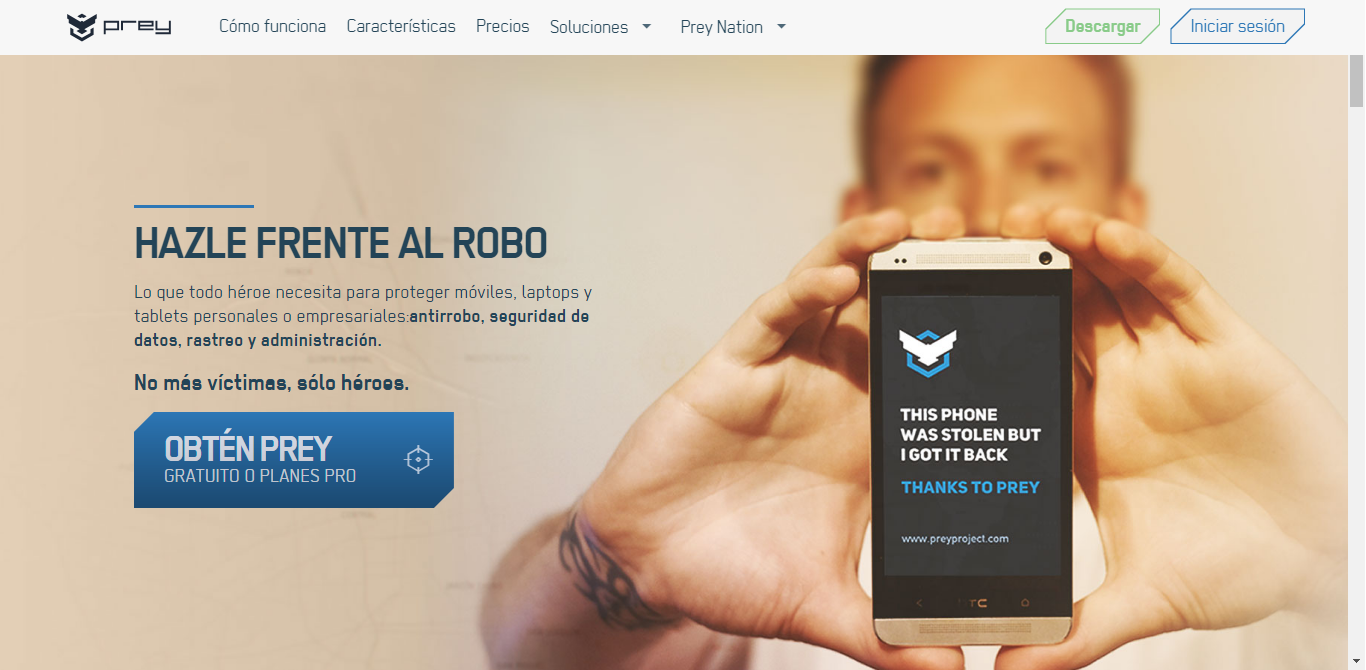 prey
Cómo funciona
Características
Precios
Soluciones
Prey Nation
Descargar
Iniciar sesión
HAZLE FRENTE AL ROBO
Lo que todo héroe necesita para proteger móviles, laptops y
tablets personales o empresariales:antirrobo, seguridad de
datos, rastreo y administración.
No más víctimas, sólo héroes.
OBTÉN PREY
GRATUITO O PLANES PRO
THIS PHONE
WAS STOLEN BUT
I GOT IT BACK
THANKS TO PREY
www.preyproject.com